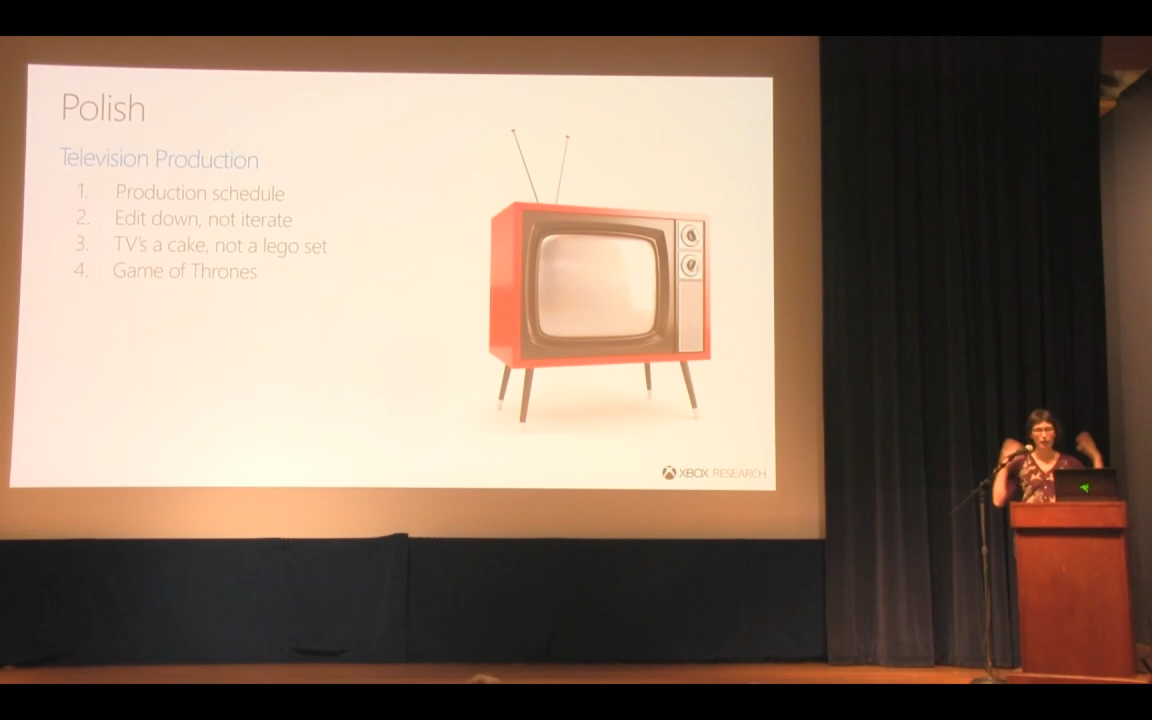 Polish
Television Production
1. Production schedule
2. Edit down, not iterate
3. TV's a cake, not a lego set
4. Game of Thrones
XBOX RESEARCH